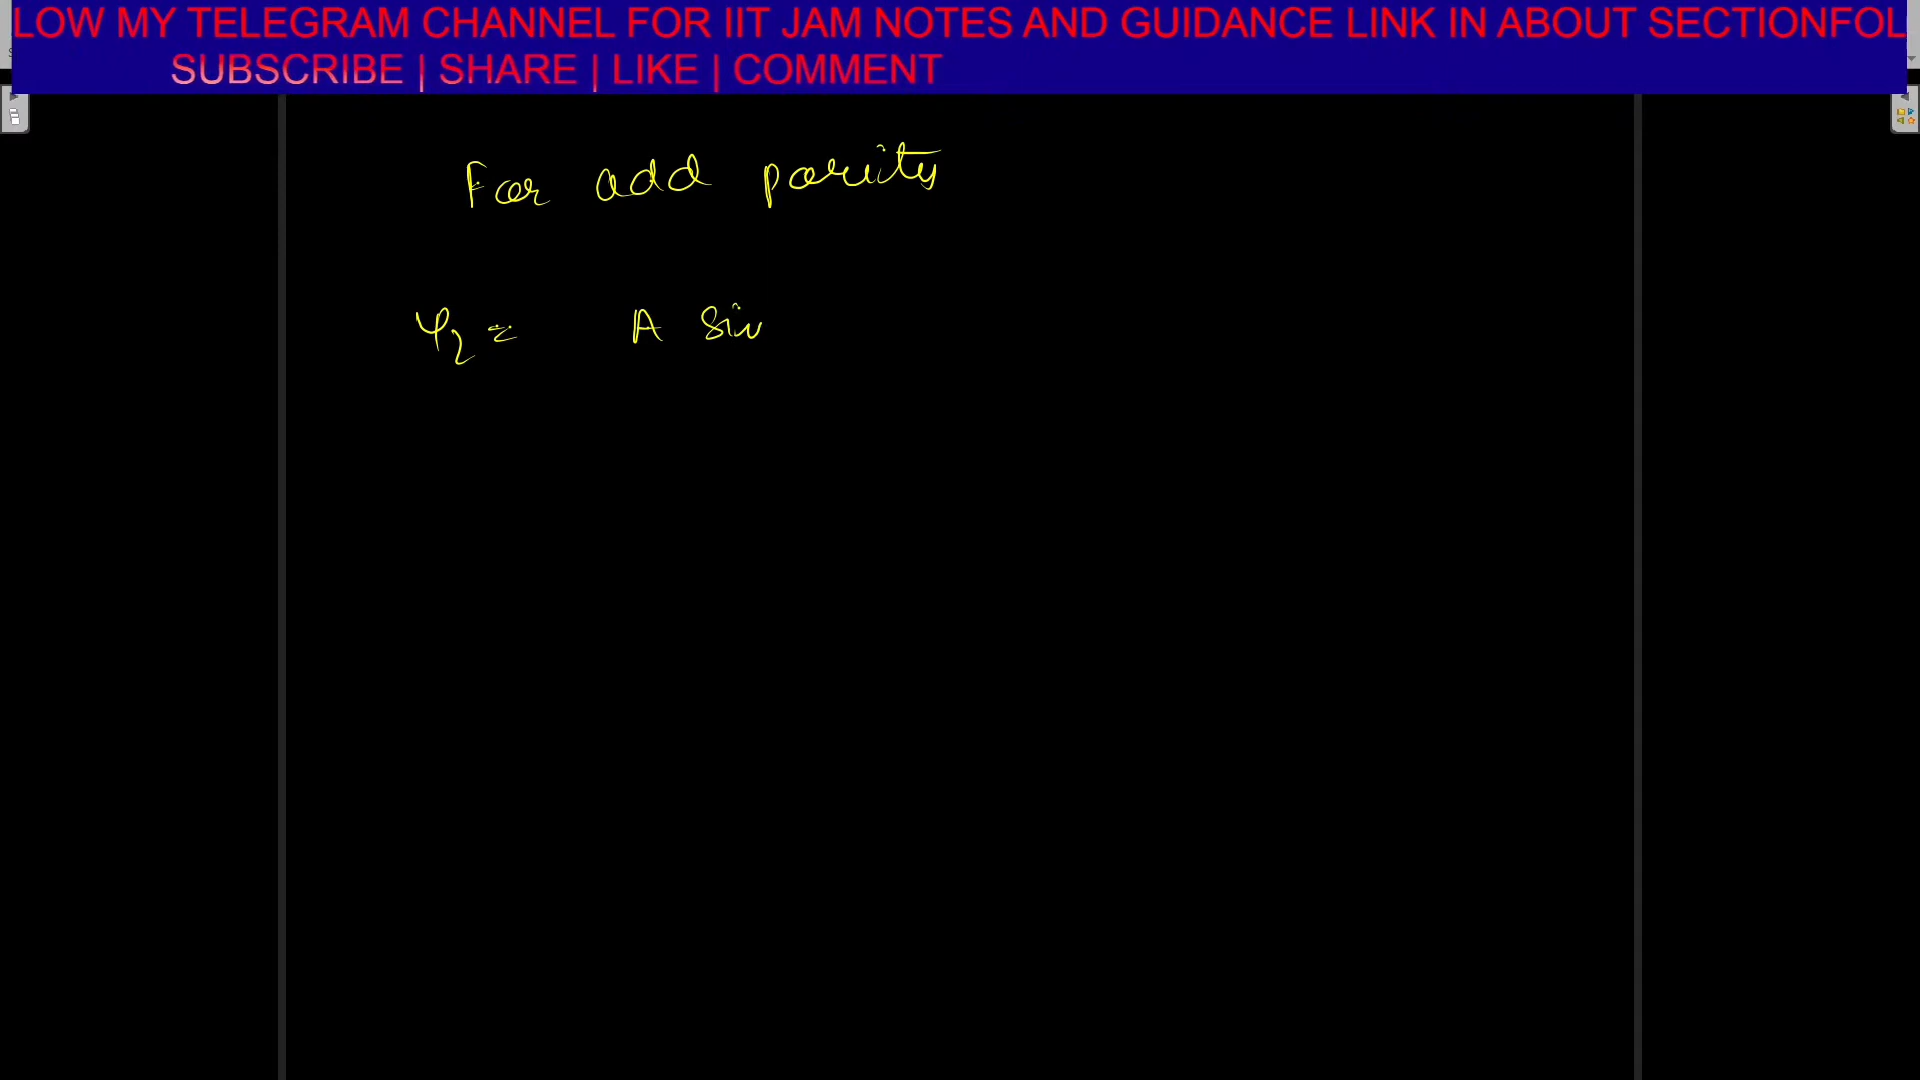 LOW MY TELEGRAM CHANNEL FOR IIT JAM NOTES AND GUIDANCE LINK IN ABOUT SECTIONFOL
SUBSCRIBE | SHARE | LIKE | COMMENT
For add parity
Ψ2 = A Sin